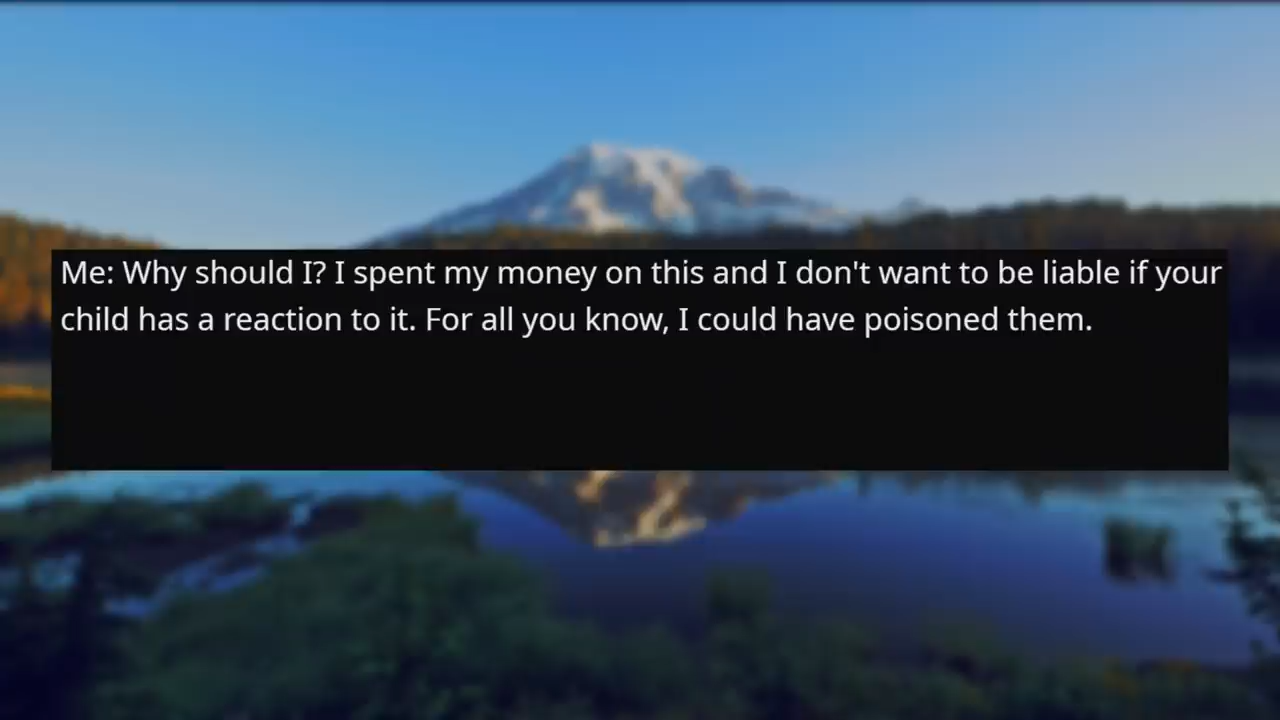 Me: Why should I? I spent my money on this and I don't want to be liable if your
child has a reaction to it. For all you know, I could have poisoned them.